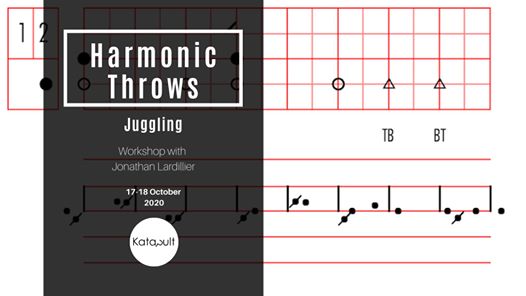 1 2
Harmonic
Throws
Juggling
Workshop with
Jonathan Lardillier
17-18 October
2020
Katapult
TB BT